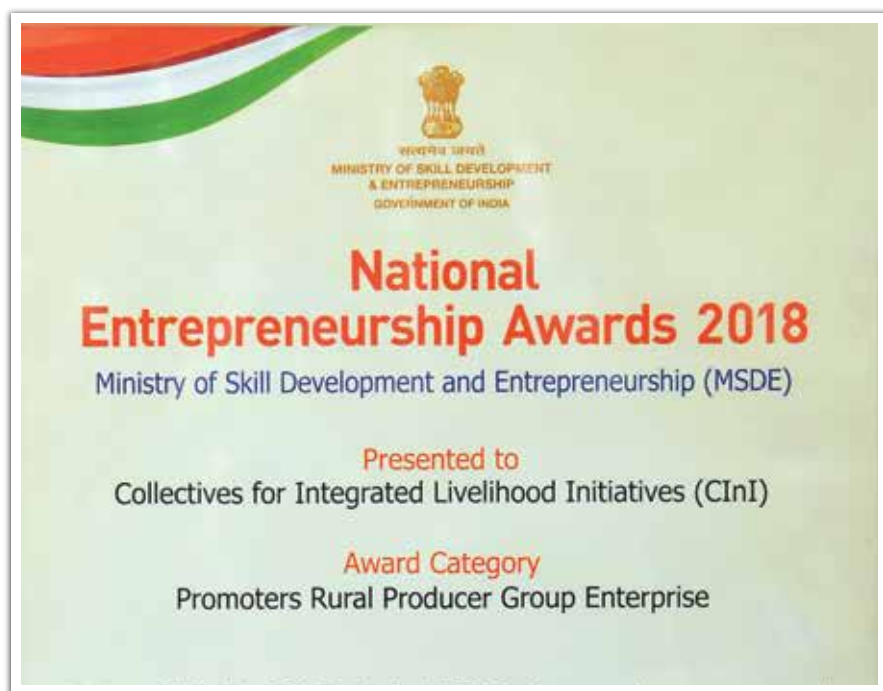 सत्यमेव जयते
MINISTRY OF SKILL DEVELOPMENT
& ENTREPRENEURSHIP
GOVERNMENT OF INDIA
National
Entrepreneurship Awards 2018
Ministry of Skill Development and Entrepreneurship (MSDE)
Presented to
Collectives for Integrated Livelihood Initiatives (CInI)
Award Category
Promoters Rural Producer Group Enterprise